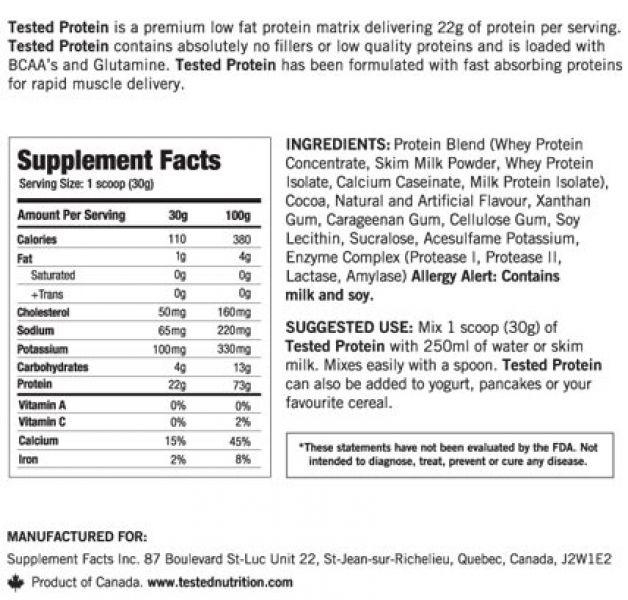 Tested Protein is a premium low fat protein matrix delivering 22g of protein per serving.
Tested Protein contains absolutely no fillers or low quality proteins and is loaded with
BCAA's and Glutamine. Tested Protein has been formulated with fast absorbing proteins
for rapid muscle delivery.
Supplement Facts
Serving Size: 1 scoop (30g)
Amount Per Serving 30g 100g
Calories 110 380
Fat 1g 4g
Saturated 0g 0g
+Trans 0g 0g
Cholesterol 50mg 160mg
Sodium 65mg 220mg
Potassium 100mg 330mg
Carbohydrates 4g 13g
Protein 22g 73g
Vitamin A 0% 0%
Vitamin C 0% 2%
Calcium 15% 45%
Iron 2% 8%
INGREDIENTS: Protein Blend (Whey Protein
Concentrate, Skim Milk Powder, Whey Protein
Isolate, Calcium Caseinate, Milk Protein Isolate),
Cocoa, Natural and Artificial Flavour, Xanthan
Gum, Carageenan Gum, Cellulose Gum, Soy
Lecithin, Sucralose, Acesulfame Potassium,
Enzyme Complex (Protease I, Protease II,
Lactase, Amylase) Allergy Alert: Contains
milk and soy.
SUGGESTED USE: Mix 1 scoop (30g) of
Tested Protein with 250ml of water or skim
milk. Mixes easily with a spoon. Tested Protein
can also be added to yogurt, pancakes or your
favourite cereal.
*These statements have not been evaluated by the FDA. Not
intended to diagnose, treat, prevent or cure any disease.
MANUFACTURED FOR:
Supplement Facts Inc. 87 Boulevard St-Luc Unit 22, St-Jean-sur-Richelieu, Quebec, Canada, J2W1E2
Product of Canada. www.testednutrition.com